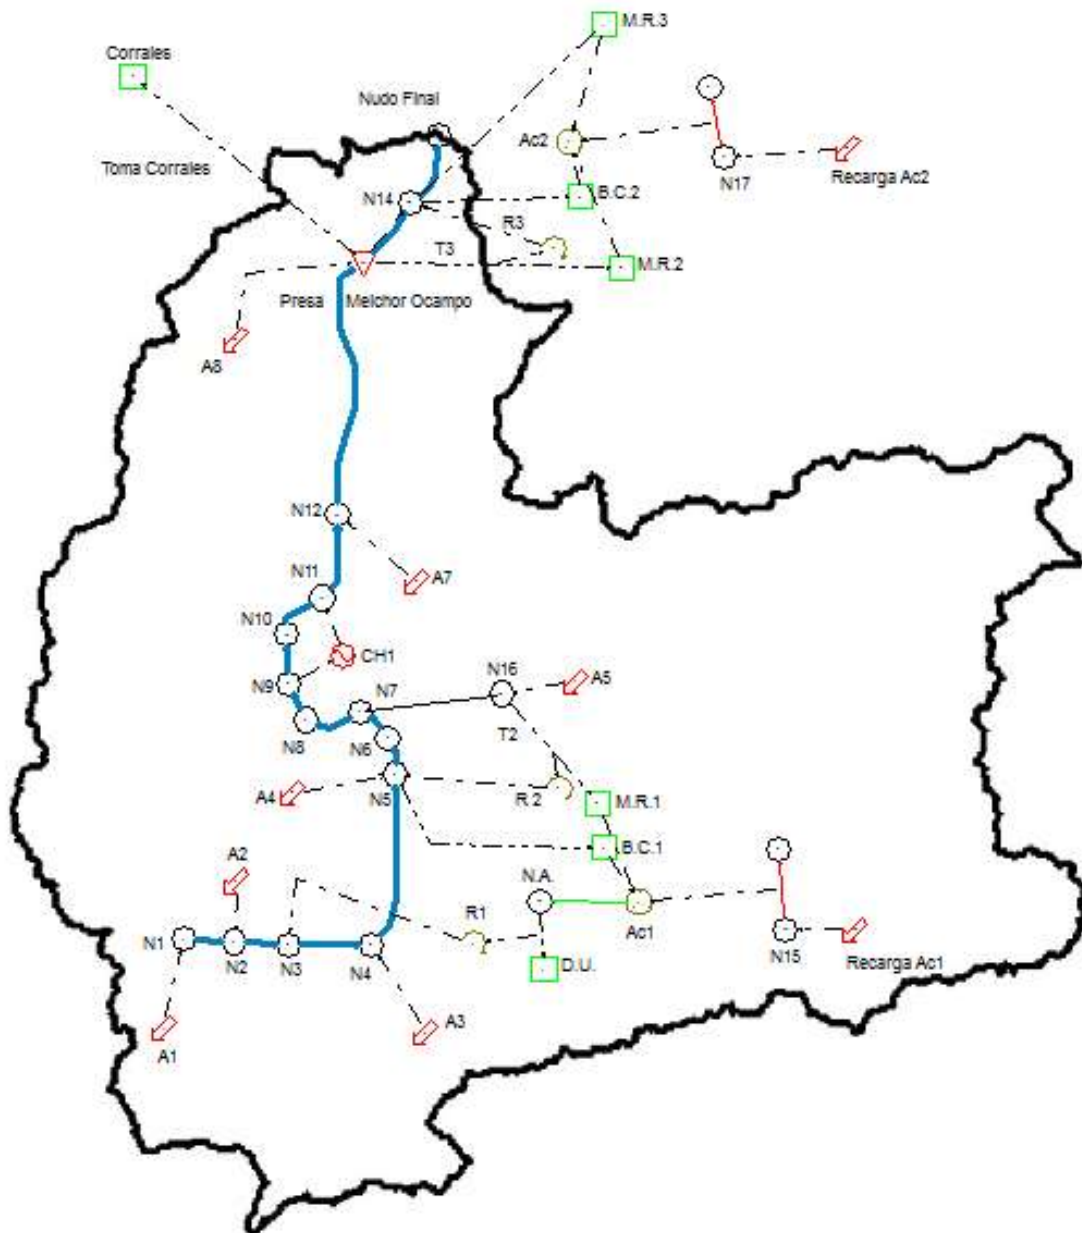 M.R.3
Corrales
Nudo Final
Ac2
Toma Corrales
N17
Recarga Ac2
B.C.2
N14
R3
T3
M.R.2
Presa
Melchor Ocampo
A8
N12
N11
A7
N10
CH1
N16
A5
N9
N7
T2
N8
N6
A4
N5
R.2
M.R.1
B.C.1
A2
N.A.
R1
Ac1
N1
N2
N3
N4
D.U.
N15
Recarga Ac1
A1
A3